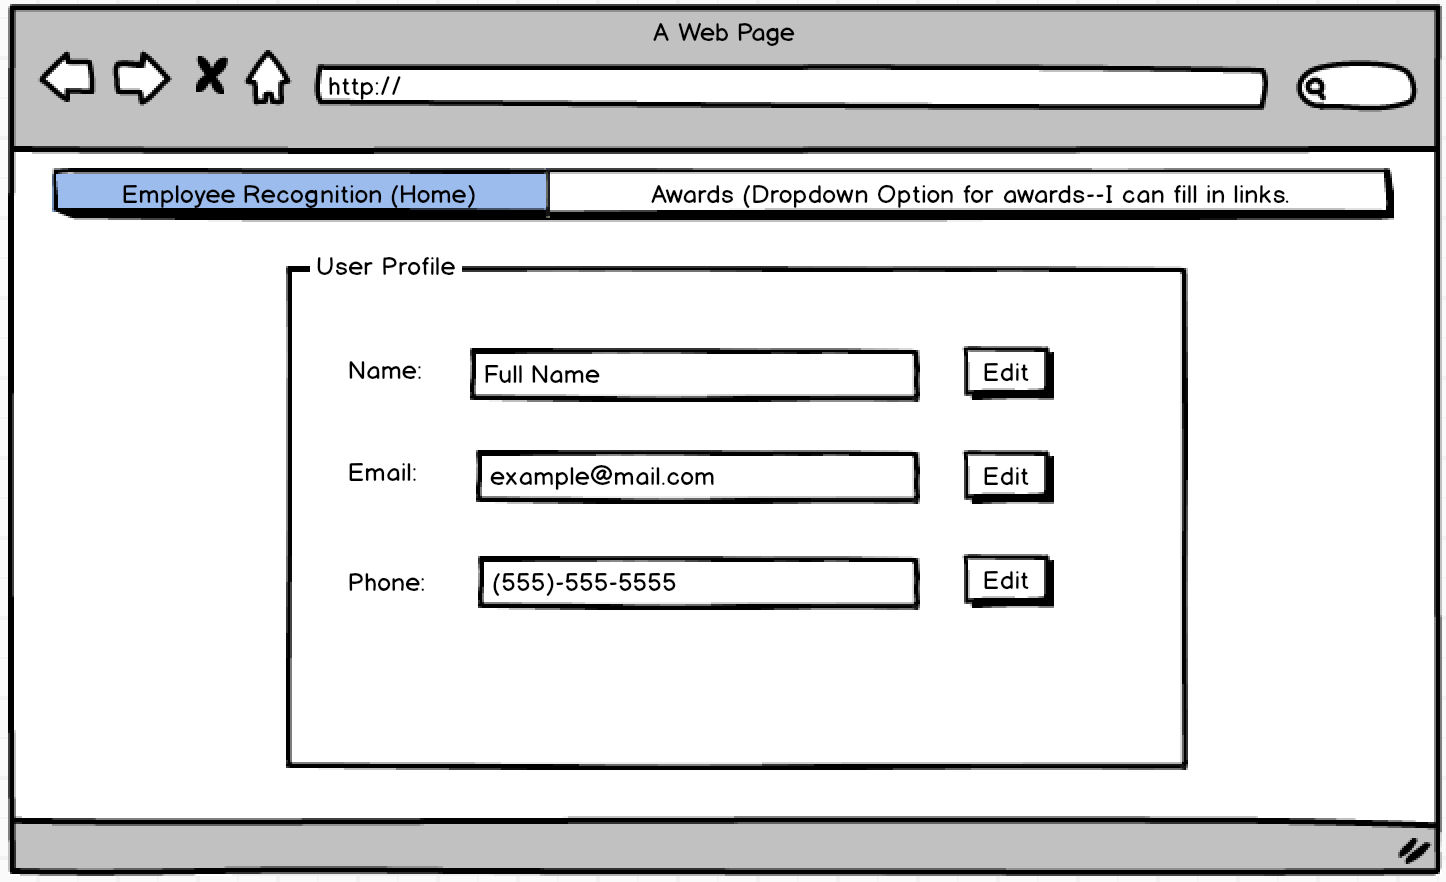 A Web Page
http://
Employee Recognition (Home)
Awards (Dropdown Option for awards--I can fill in links.
User Profile
Name:
Full Name
Edit
Email:
example@mail.com
Edit
Phone:
(555)-555-5555
Edit